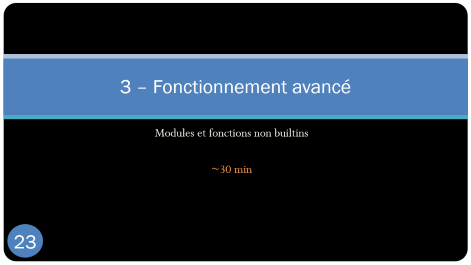 3 – Fonctionnement avancé
Modules et fonctions non builtins
~30 min
23